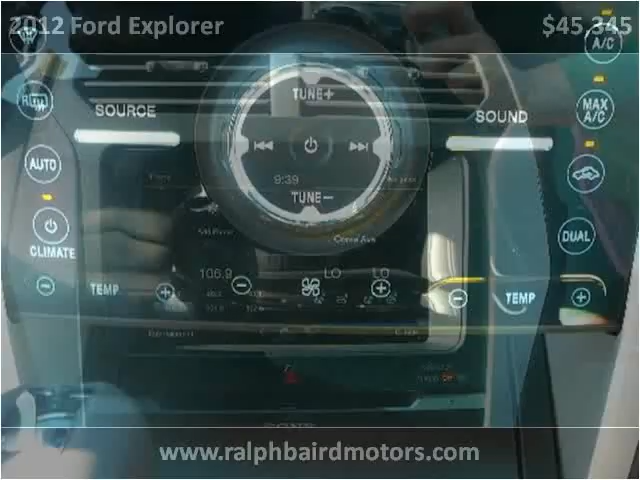 2012 Ford Explorer
$45,345
A/C
TUNE+
R
SOURCE
SOUND
MAX
A/C
AUTO
9:39
TUNE-
DUAL
CLIMATE
106.9
LO
LO
TEMP
TEMP
www.ralphbairdmotors.com